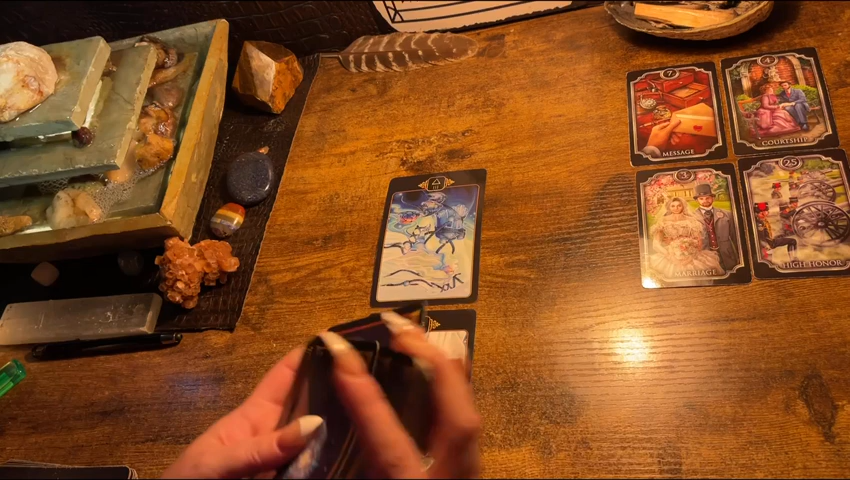 7
MESSAGE
4
COURTSHIP
3
MARRIAGE
25
HIGH HONOR